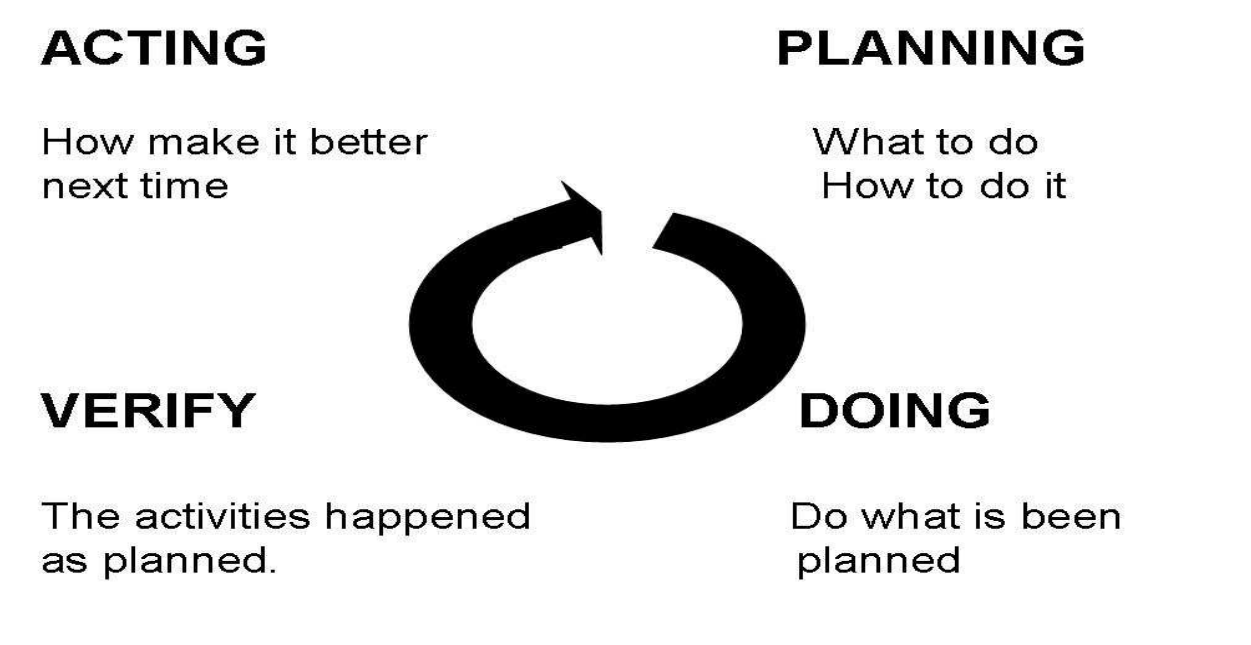 ACTING
How make it better
next time
PLANNING
What to do
How to do it
VERIFY
The activities happened
as planned.
DOING
Do what is been
planned